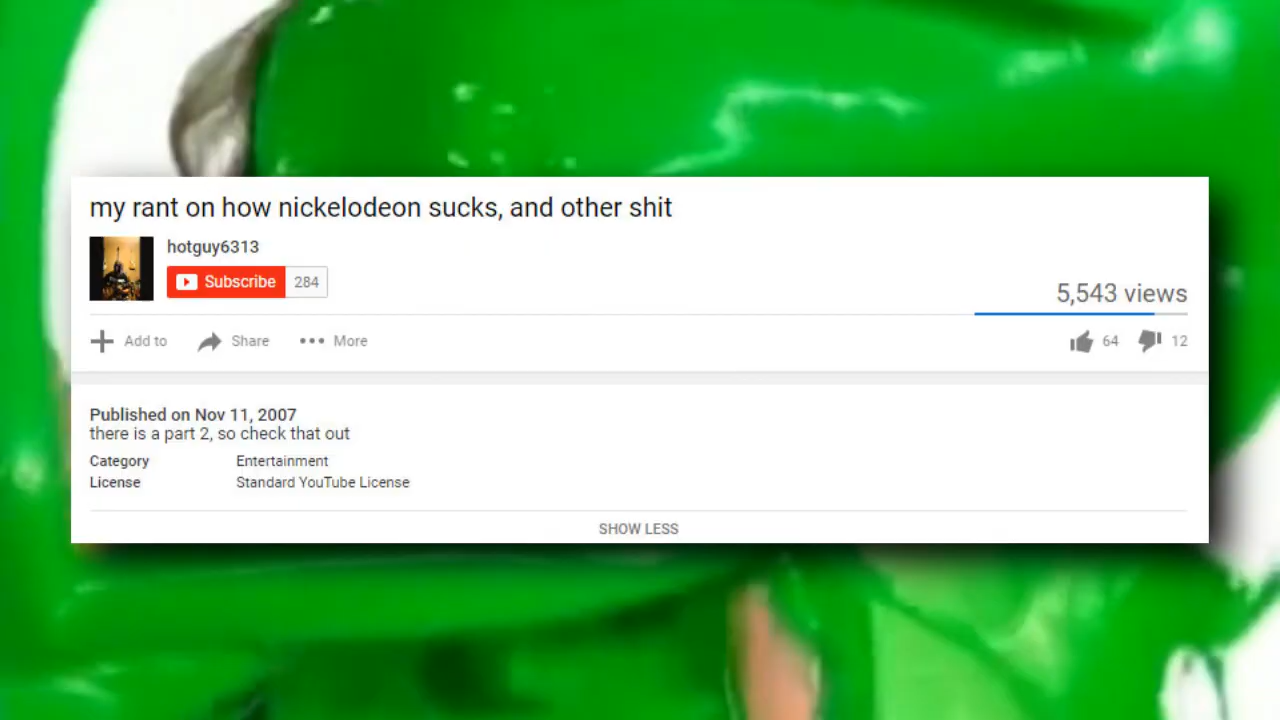 my rant on how nickelodeon sucks, and other shit
hotguy6313
Subscribe 284
5,543 views
Add to Share More 64 12
Published on Nov 11, 2007
there is a part 2, so check that out
Category Entertainment
License Standard YouTube License
SHOW LESS